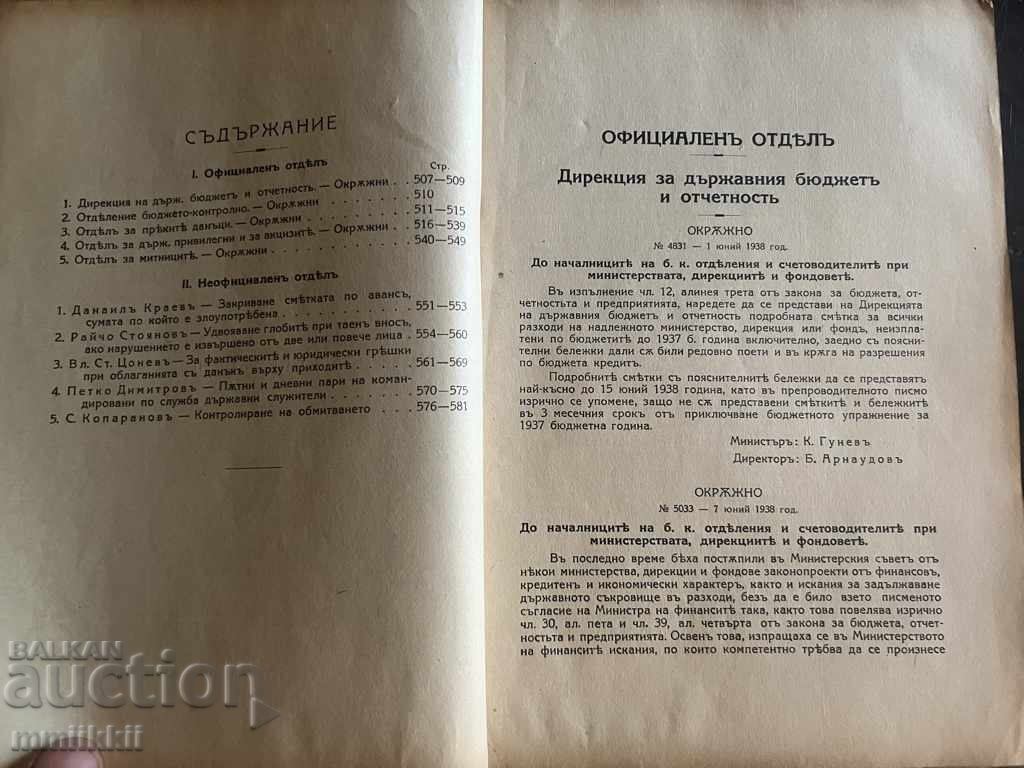 СЪДЪРЖАНИЕ
I. Официаленъ отдѣлъ
Стр.
1. Дирекция на държ. бюджетъ и отчетность. — Окрѫжни . . 507—509
2. Отдѣление бюджето-контролно. — Окрѫжни . . . . . . 510
3. Отдѣлъ за прѣкитѣ данъци. — Окрѫжни . . . . . . 511—515
4. Отдѣлъ за държ. привилегии и за акцизитѣ. — Окрѫжни . . 516—539
5. Отдѣлъ за митницитѣ. — Окрѫжни . . . . . . . 540—549
II. Неофициаленъ отдѣлъ
1. Данаилъ Краевъ — Закриване смѣтката по авансъ,
сумата по който е злоупотрѣбена . . . . . . . 551—553
2. Райчо Стояновъ — Удвояване глобитѣ при таенъ вносъ,
ако нарушението е извършено от две или повече лица . 554—560
3. Вл. Ст. Цоневъ — За фактическитѣ и юридически грѣшки
при облаганията съ данъкъ върху приходитѣ . . . . 561—569
4. Петко Димитровъ — Пѫтни и дневни пари на коман-
дировани по служба държавни служители . . . . . 570—575
5. С. Копарановъ — Контролиране на обмитването . . . 576—581
ОФИЦИАЛЕНЪ ОТДѢЛЪ
Дирекция за държавния бюджетъ
и отчетность
ОКРѪЖНО
№ 4831 — 1 юний 1938 год.
До началницитѣ на б. к. отдѣления и счетоводителитѣ при
министерствата, дирекциитѣ и фондоветѣ.
Въ изпълнение чл. 12, алинея трета отъ закона за бюджета, от-
четностьта и предприятията, наредете да се представи на Дирекцията
на държавния бюджетъ и отчетность подробната смѣтка за всички
разходи на надлежното министерство, дирекция или фондъ, неизпла-
тени по бюджетитѣ до 1937 б. година включително, заедно съ поясни-
телни бележки дали сѫ били редовно поети и въ крѫга на разрешения
по бюджета кредитъ.
Подробнитѣ смѣтки съ пояснителнитѣ бележки да се представятъ
най-късно до 15 юний 1938 година, като въ препроводителното писмо
изрично се упомене, защо не сѫ представени смѣткитѣ и бележкитѣ
въ 3 месечния срокъ отъ приключване бюджетното упражнение за
1937 бюджетна година.
Министъръ: К. Гуневъ
Директоръ: Б. Арнаудовъ
ОКРѪЖНО
№ 5033 — 7 юний 1938 год.
До началницитѣ на б. к. отдѣления и счетоводителитѣ при
министерствата, дирекциитѣ и фондоветѣ.
Въ последно време бѣха постѫпили въ Министерския съветъ отъ
нѣкои министерства, дирекции и фондове законопроекти отъ финансовъ,
кредитенъ и икономически характеръ, както и искания за задължаване
държавното съкровище въ разходи, безъ да е било взето писменото
съгласие на Министра на финанситѣ така, както това повелява изрично
чл. 30, ал. пета и чл. 39, ал. четвърта отъ закона за бюджета, отчет-
ностьта и предприятията. Освенъ това, изпращаха се въ Министерството
на финанситѣ искания, по които компетентно трѣбва да се произнесе
BALKAN
auction
mmiikkii